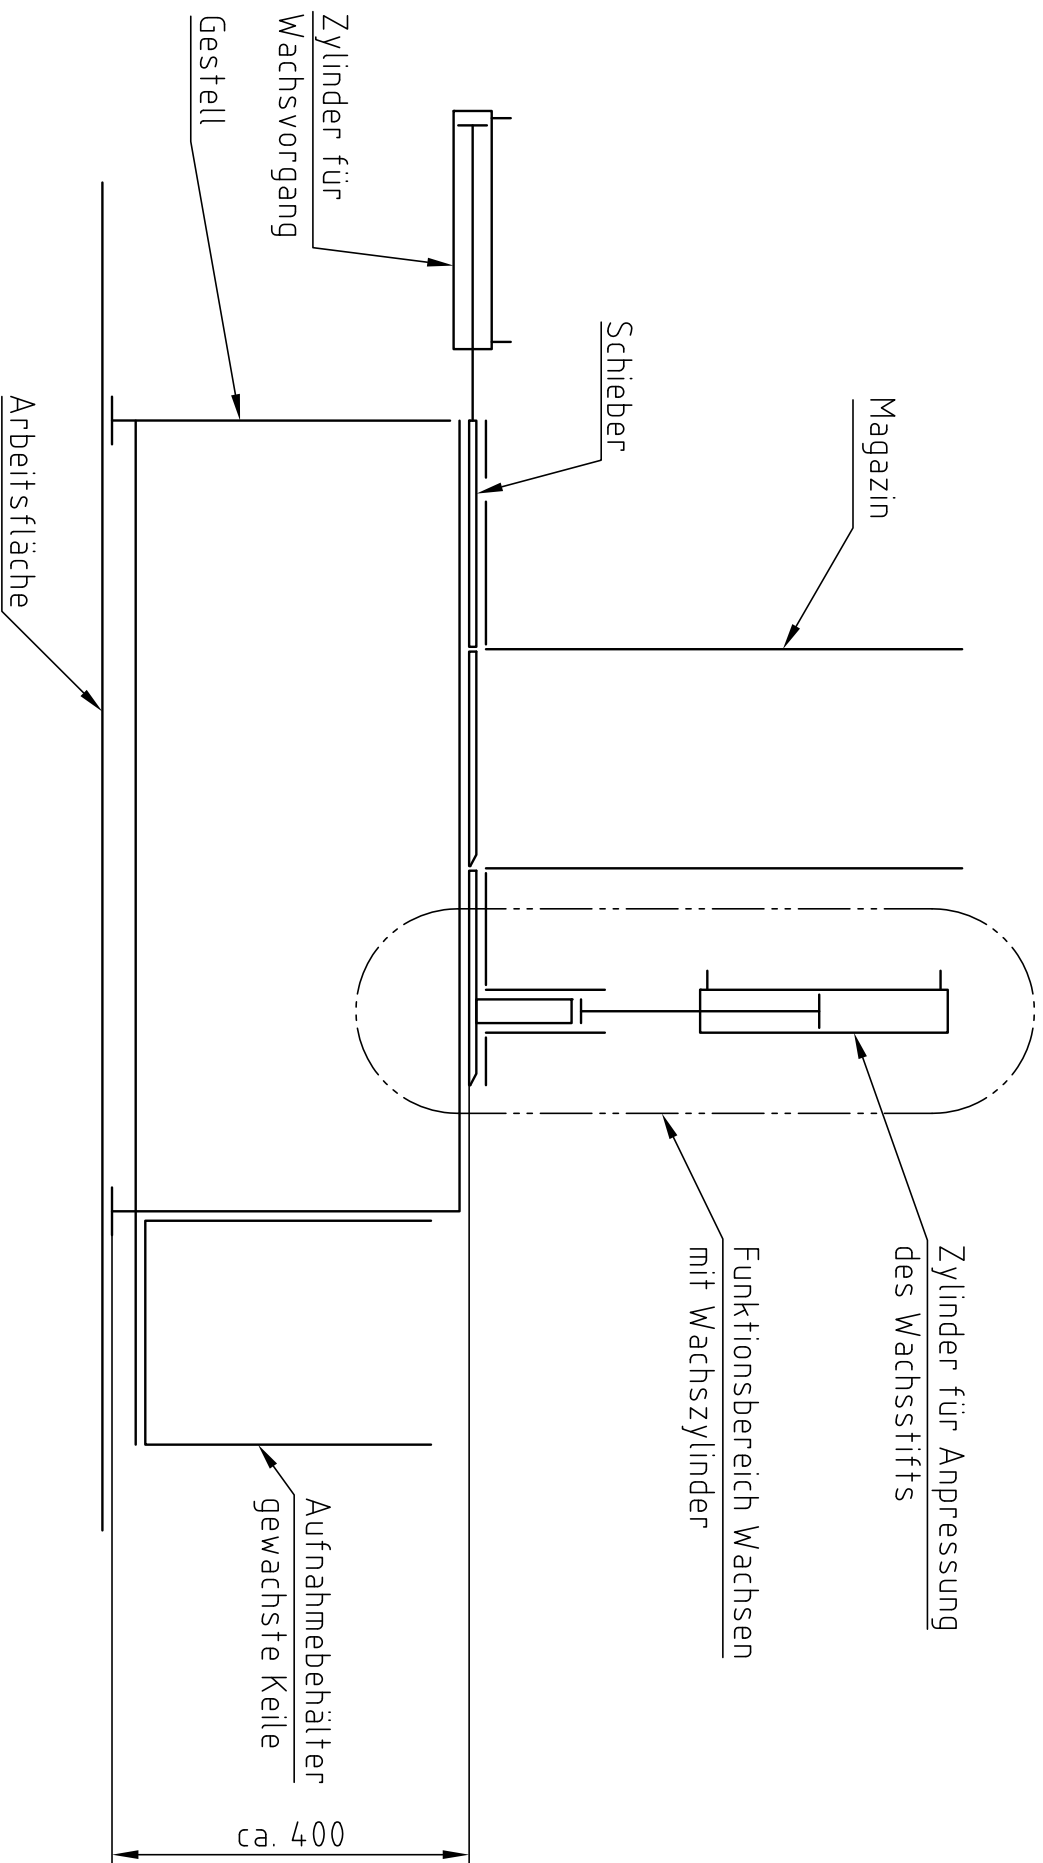 Zylinder für Anpressung
des Wachsstifts
Magazin
Funktionsbereich Wachsen
mit Wachszylinder
Schieber
Zylinder für
Wachsvorgang
Gestell
Aufnahmebehälter
gewachste Keile
ca. 400
Arbeitsfläche